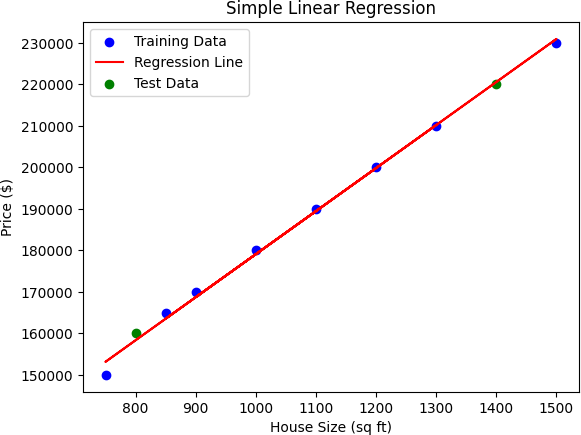 Simple Linear Regression
Training Data
Regression Line
Test Data
Price ($)
230000
220000
210000
200000
190000
180000
170000
160000
150000
800 900 1000 1100 1200 1300 1400 1500
House Size (sq ft)